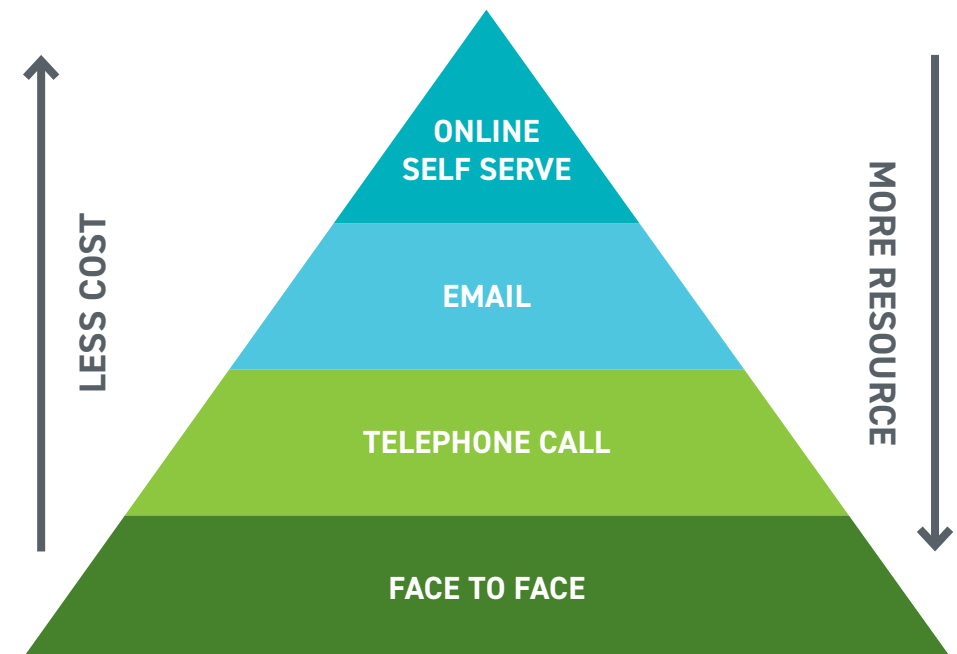 ONLINE
SELF SERVE
LESS COST
MORE RESOURCE
EMAIL
TELEPHONE CALL
FACE TO FACE